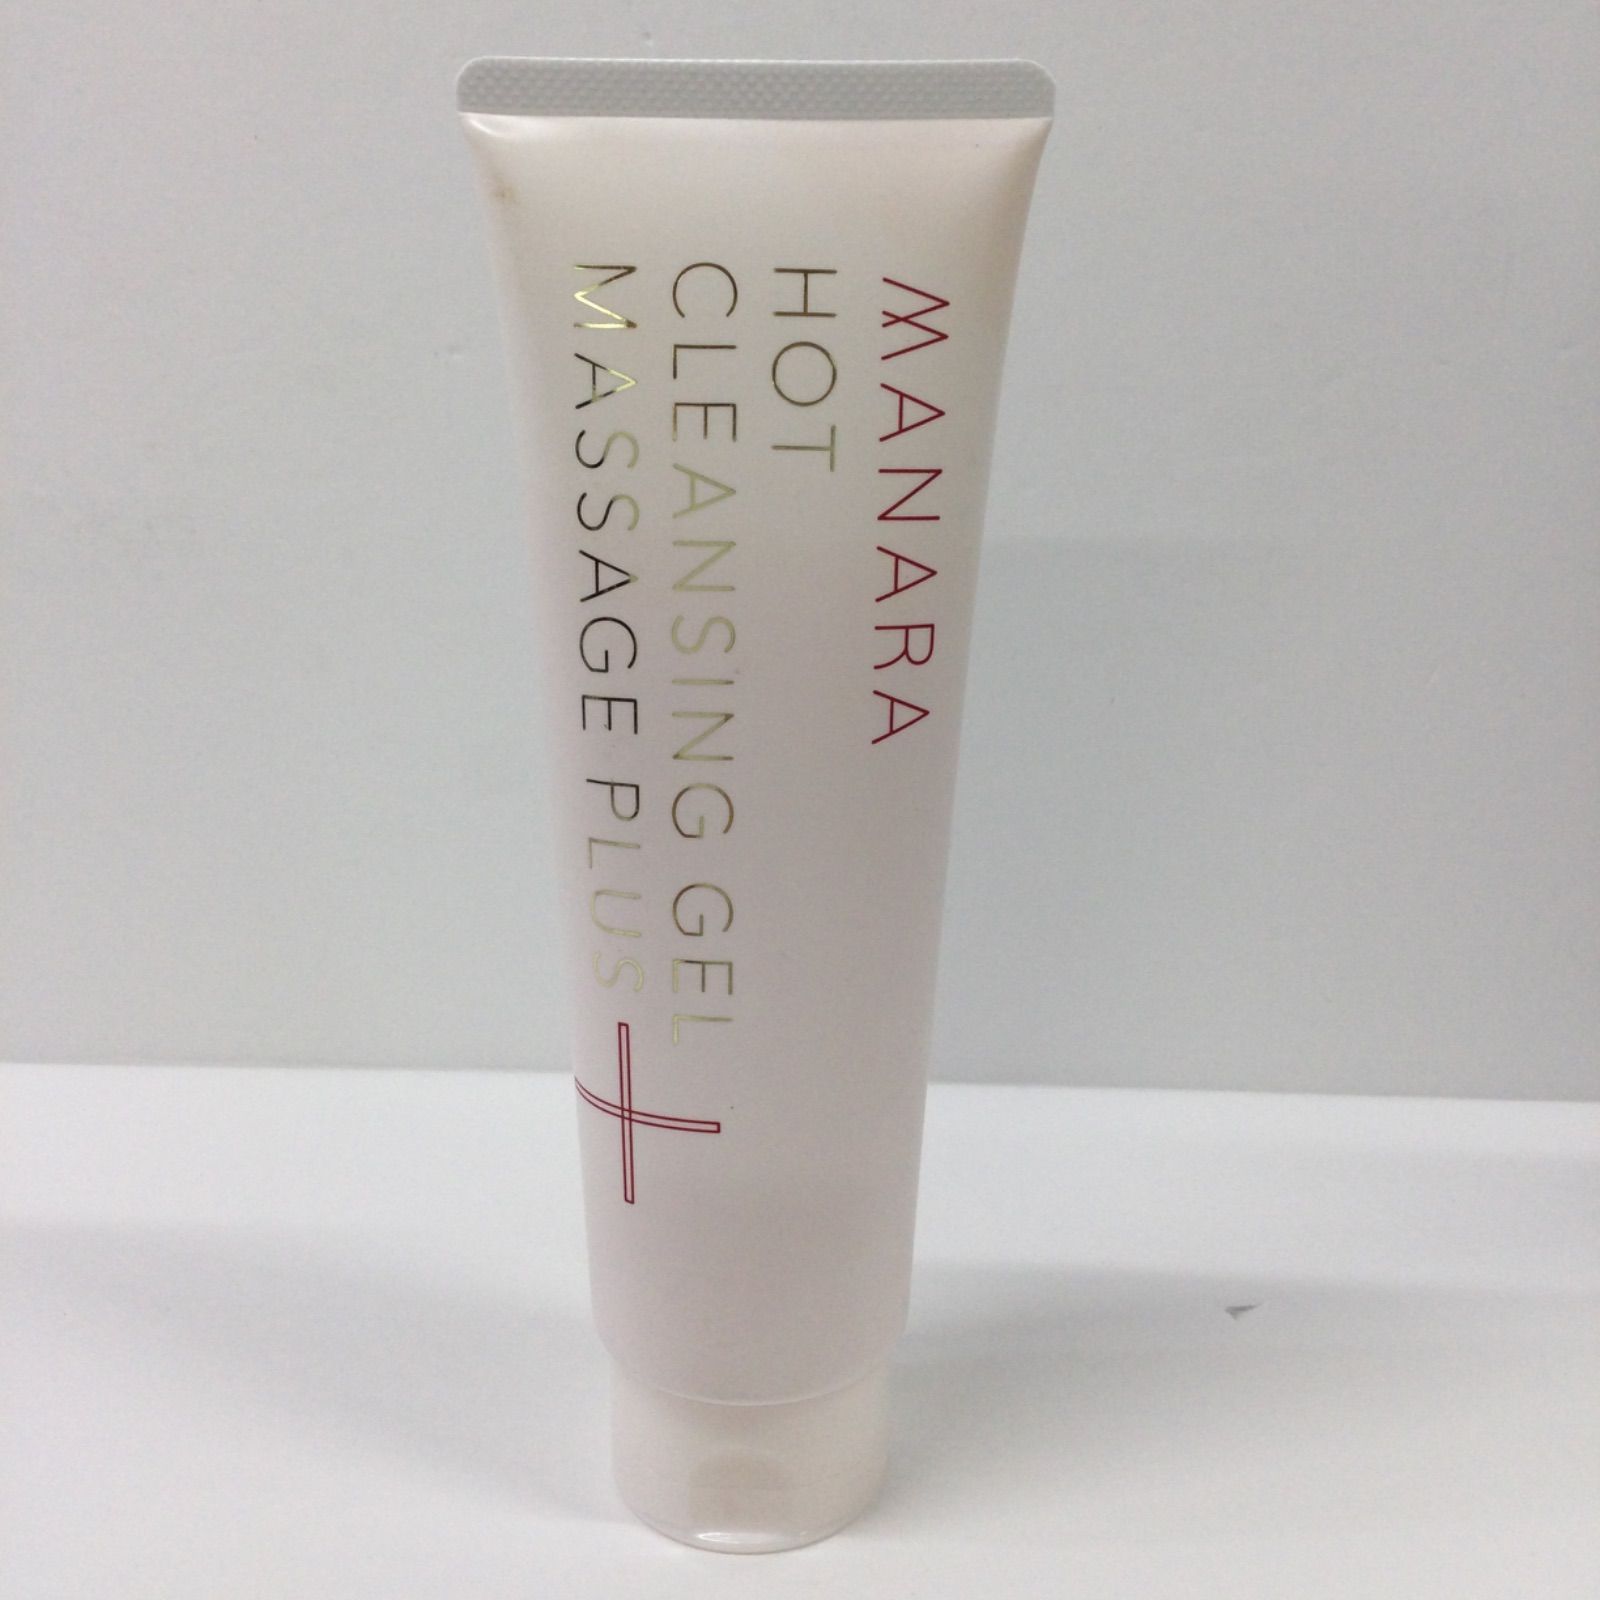 MANARA
HOT
CLEANSING GEL
MASSAGE PLUS